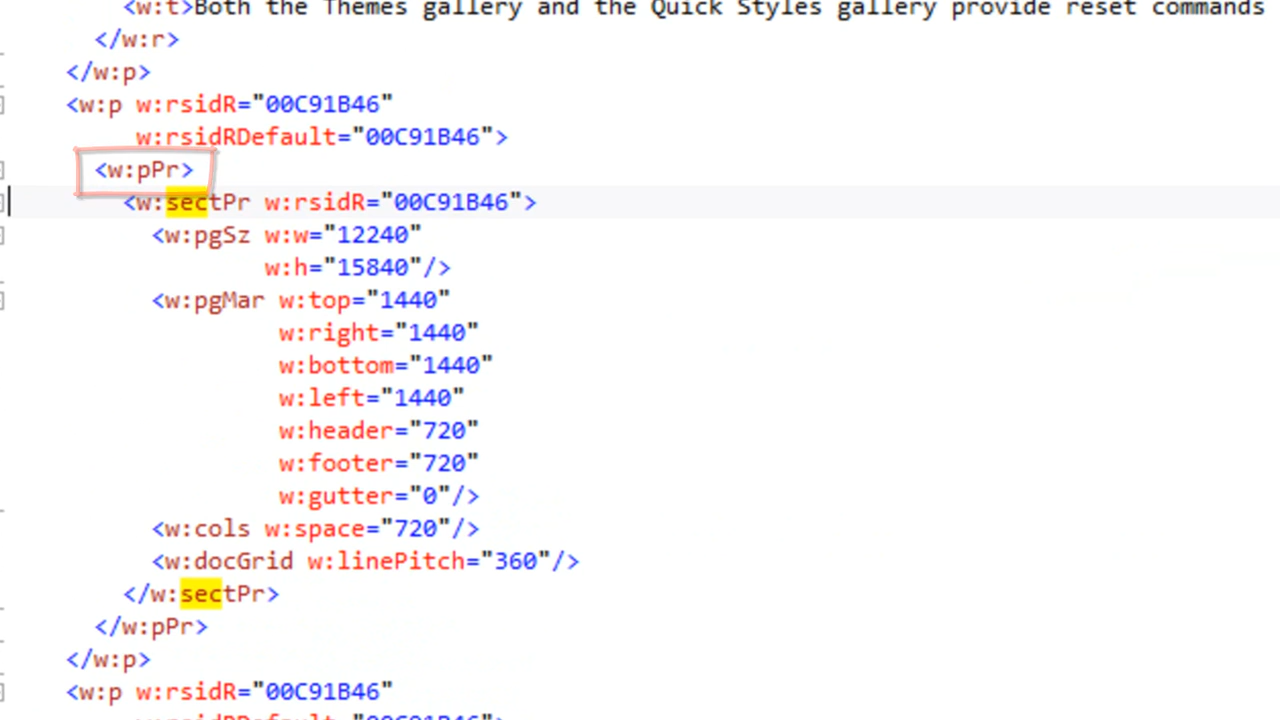 <w:t>Both the Themes gallery and the Quick Styles gallery provide reset commands
</w:r>
</w:p>
<w:p w:rsidR="00C91B46"
w:rsidRDefault="00C91B46">
<w:pPr>
<w:sectPr w:rsidR="00C91B46">
<w:pgSz w:w="12240"
w:h="15840"/>
<w:pgMar w:top="1440"
w:right="1440"
w:bottom="1440"
w:left="1440"
w:header="720"
w:footer="720"
w:gutter="0"/>
<w:cols w:space="720"/>
<w:docGrid w:linePitch="360"/>
</w:sectPr>
</w:pPr>
</w:p>
<w:p w:rsidR="00C91B46"
w:rsidRDefault="00C91B46">